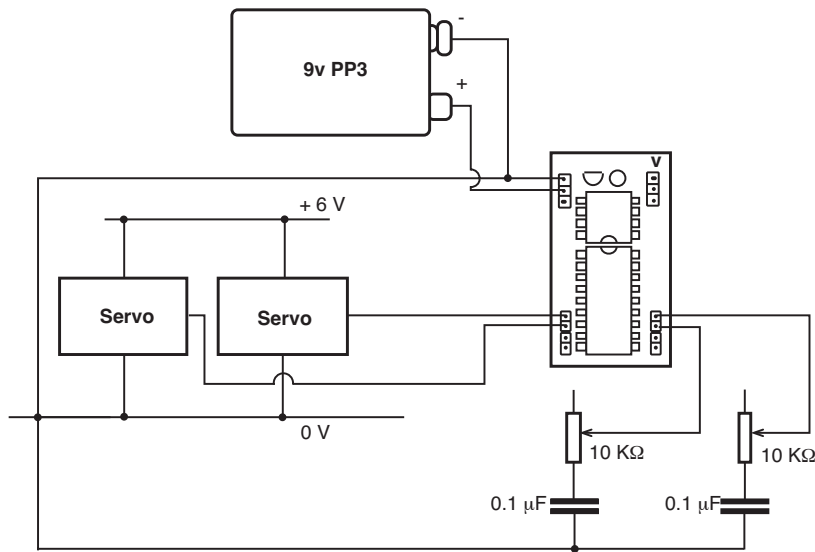 -
9v PP3
+
v
+ 6 V
Servo
Servo
0 V
10 KΩ
10 KΩ
0.1 μF
0.1 μF